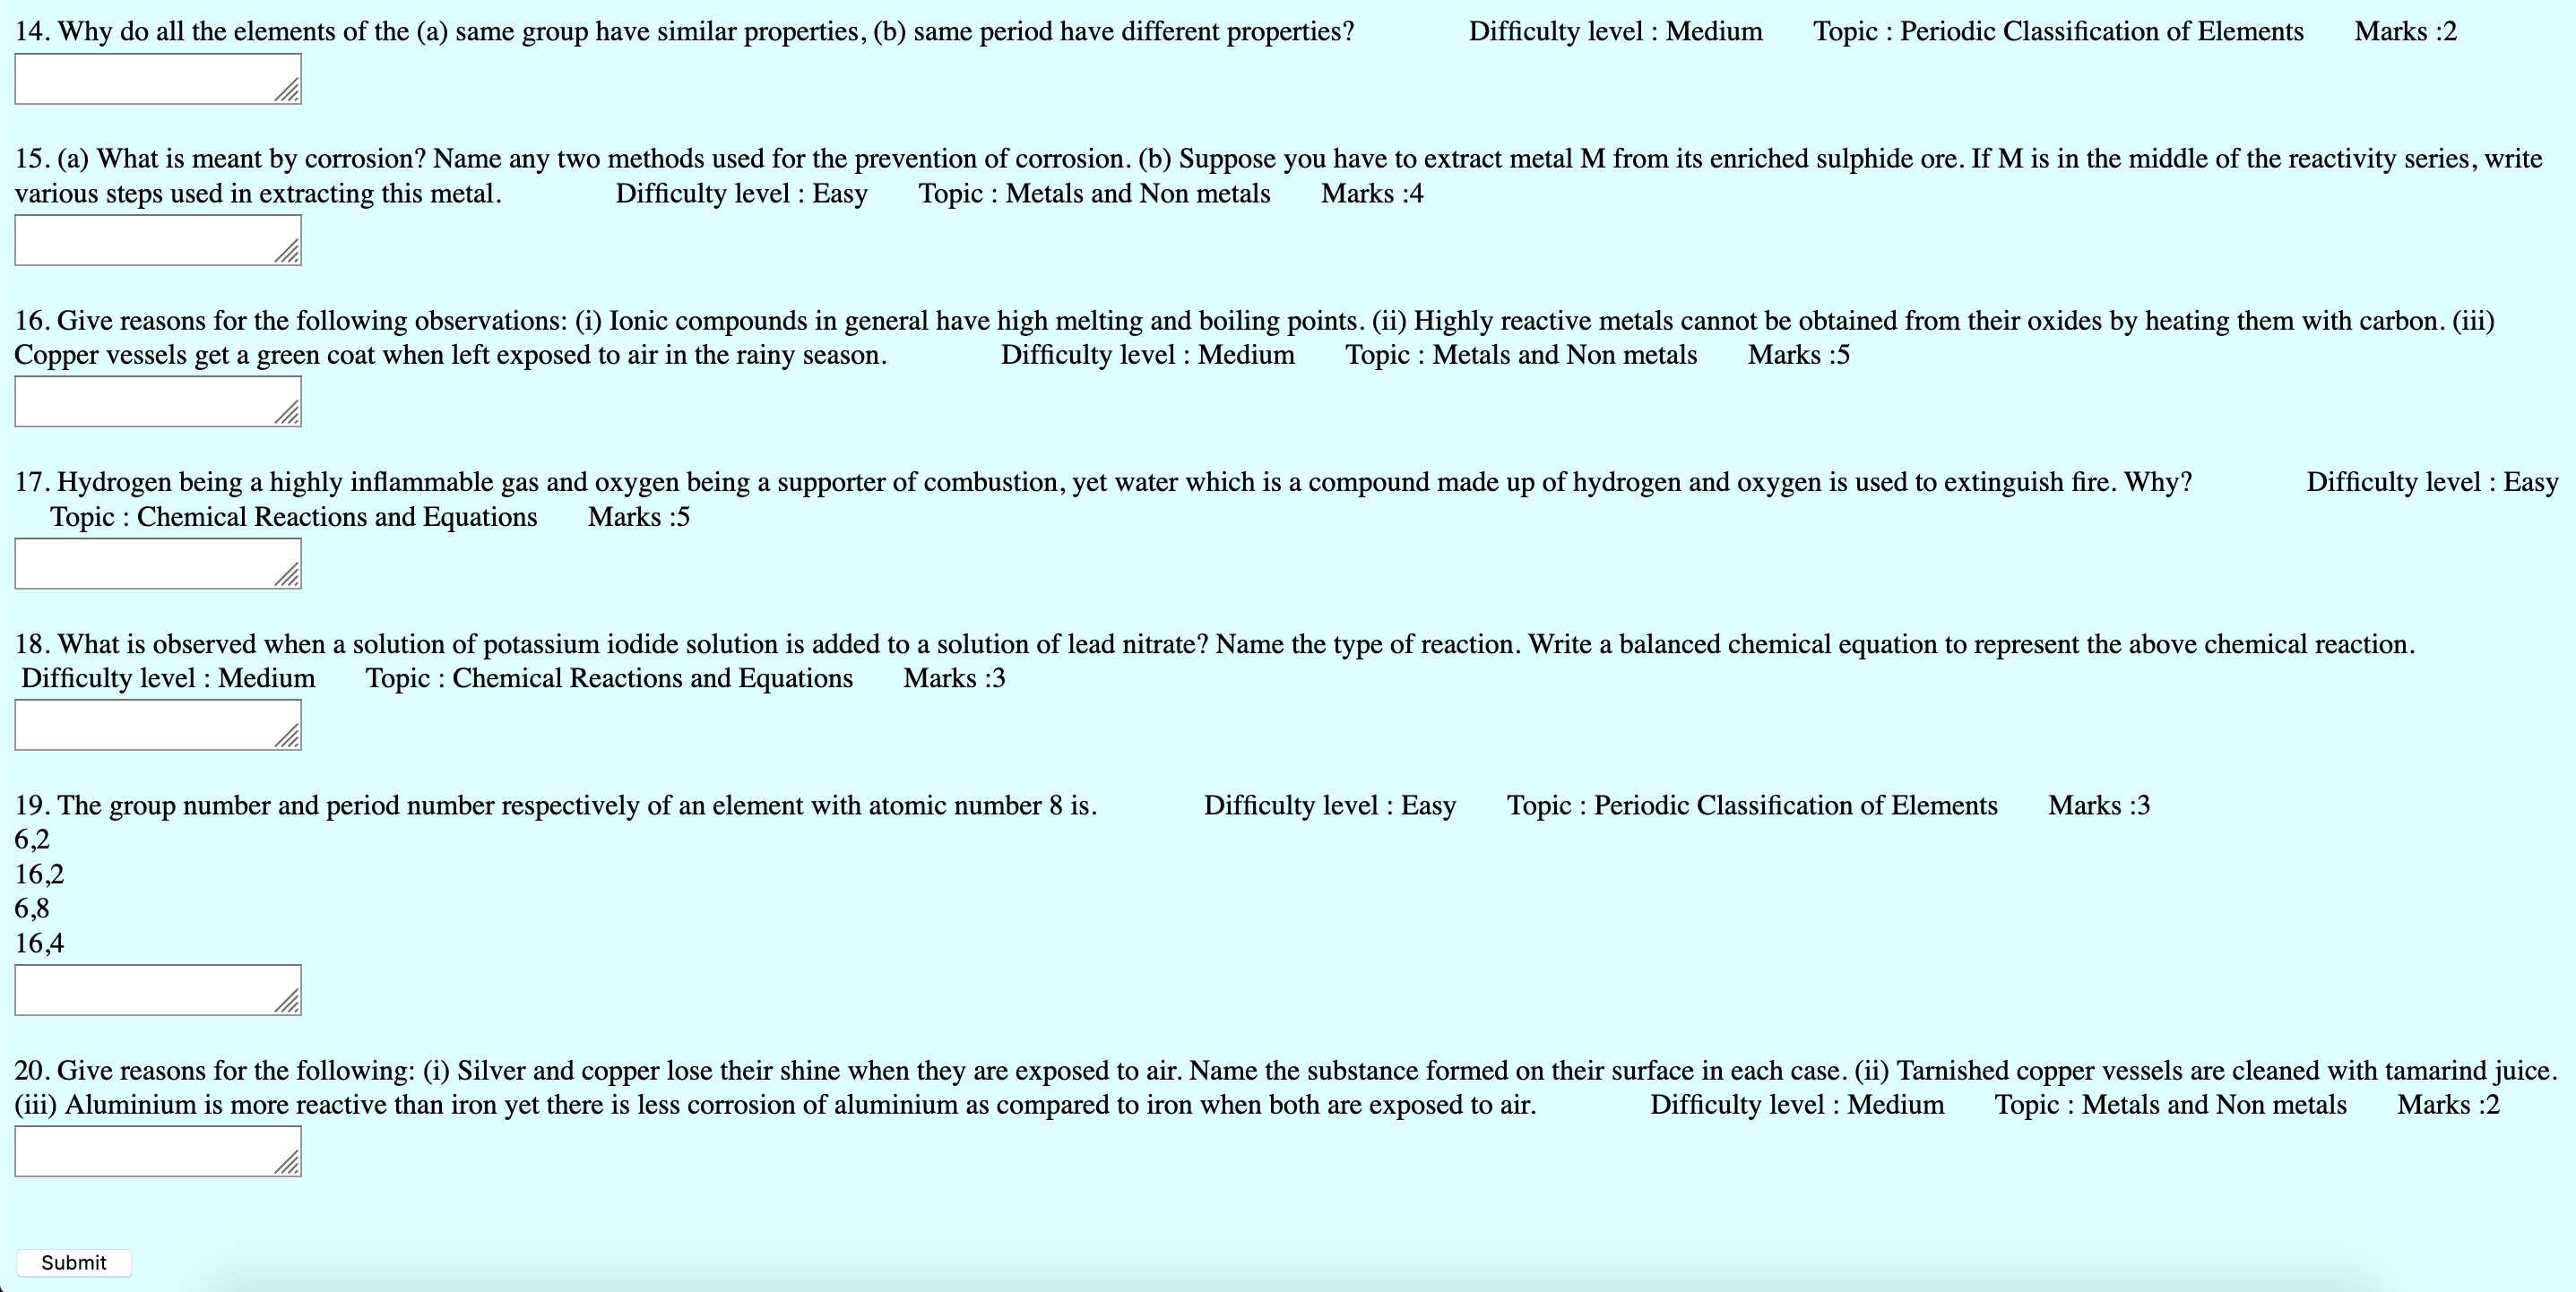 14. Why do all the elements of the (a) same group have similar properties, (b) same period have different properties? Difficulty level : Medium Topic : Periodic Classification of Elements Marks :2
15. (a) What is meant by corrosion? Name any two methods used for the prevention of corrosion. (b) Suppose you have to extract metal M from its enriched sulphide ore. If M is in the middle of the reactivity series, write
various steps used in extracting this metal. Difficulty level : Easy Topic : Metals and Non metals Marks :4
16. Give reasons for the following observations: (i) Ionic compounds in general have high melting and boiling points. (ii) Highly reactive metals cannot be obtained from their oxides by heating them with carbon. (iii)
Copper vessels get a green coat when left exposed to air in the rainy season. Difficulty level : Medium Topic : Metals and Non metals Marks :5
17. Hydrogen being a highly inflammable gas and oxygen being a supporter of combustion, yet water which is a compound made up of hydrogen and oxygen is used to extinguish fire. Why? Difficulty level : Easy
Topic : Chemical Reactions and Equations Marks :5
18. What is observed when a solution of potassium iodide solution is added to a solution of lead nitrate? Name the type of reaction. Write a balanced chemical equation to represent the above chemical reaction.
Difficulty level : Medium Topic : Chemical Reactions and Equations Marks :3
19. The group number and period number respectively of an element with atomic number 8 is. Difficulty level : Easy Topic : Periodic Classification of Elements Marks :3
6,2
16,2
6,8
16,4
20. Give reasons for the following: (i) Silver and copper lose their shine when they are exposed to air. Name the substance formed on their surface in each case. (ii) Tarnished copper vessels are cleaned with tamarind juice.
(iii) Aluminium is more reactive than iron yet there is less corrosion of aluminium as compared to iron when both are exposed to air. Difficulty level : Medium Topic : Metals and Non metals Marks :2
Submit